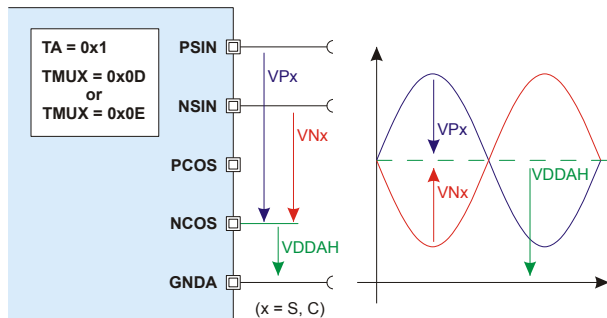 TA = 0x1
TMUX = 0x0D
or
TMUX = 0x0E
PSIN
NSIN
PCOS
NCOS
GNDA
VPx
VNx
VDDAH
(x = S, C)
VPx
VNx
VDDAH